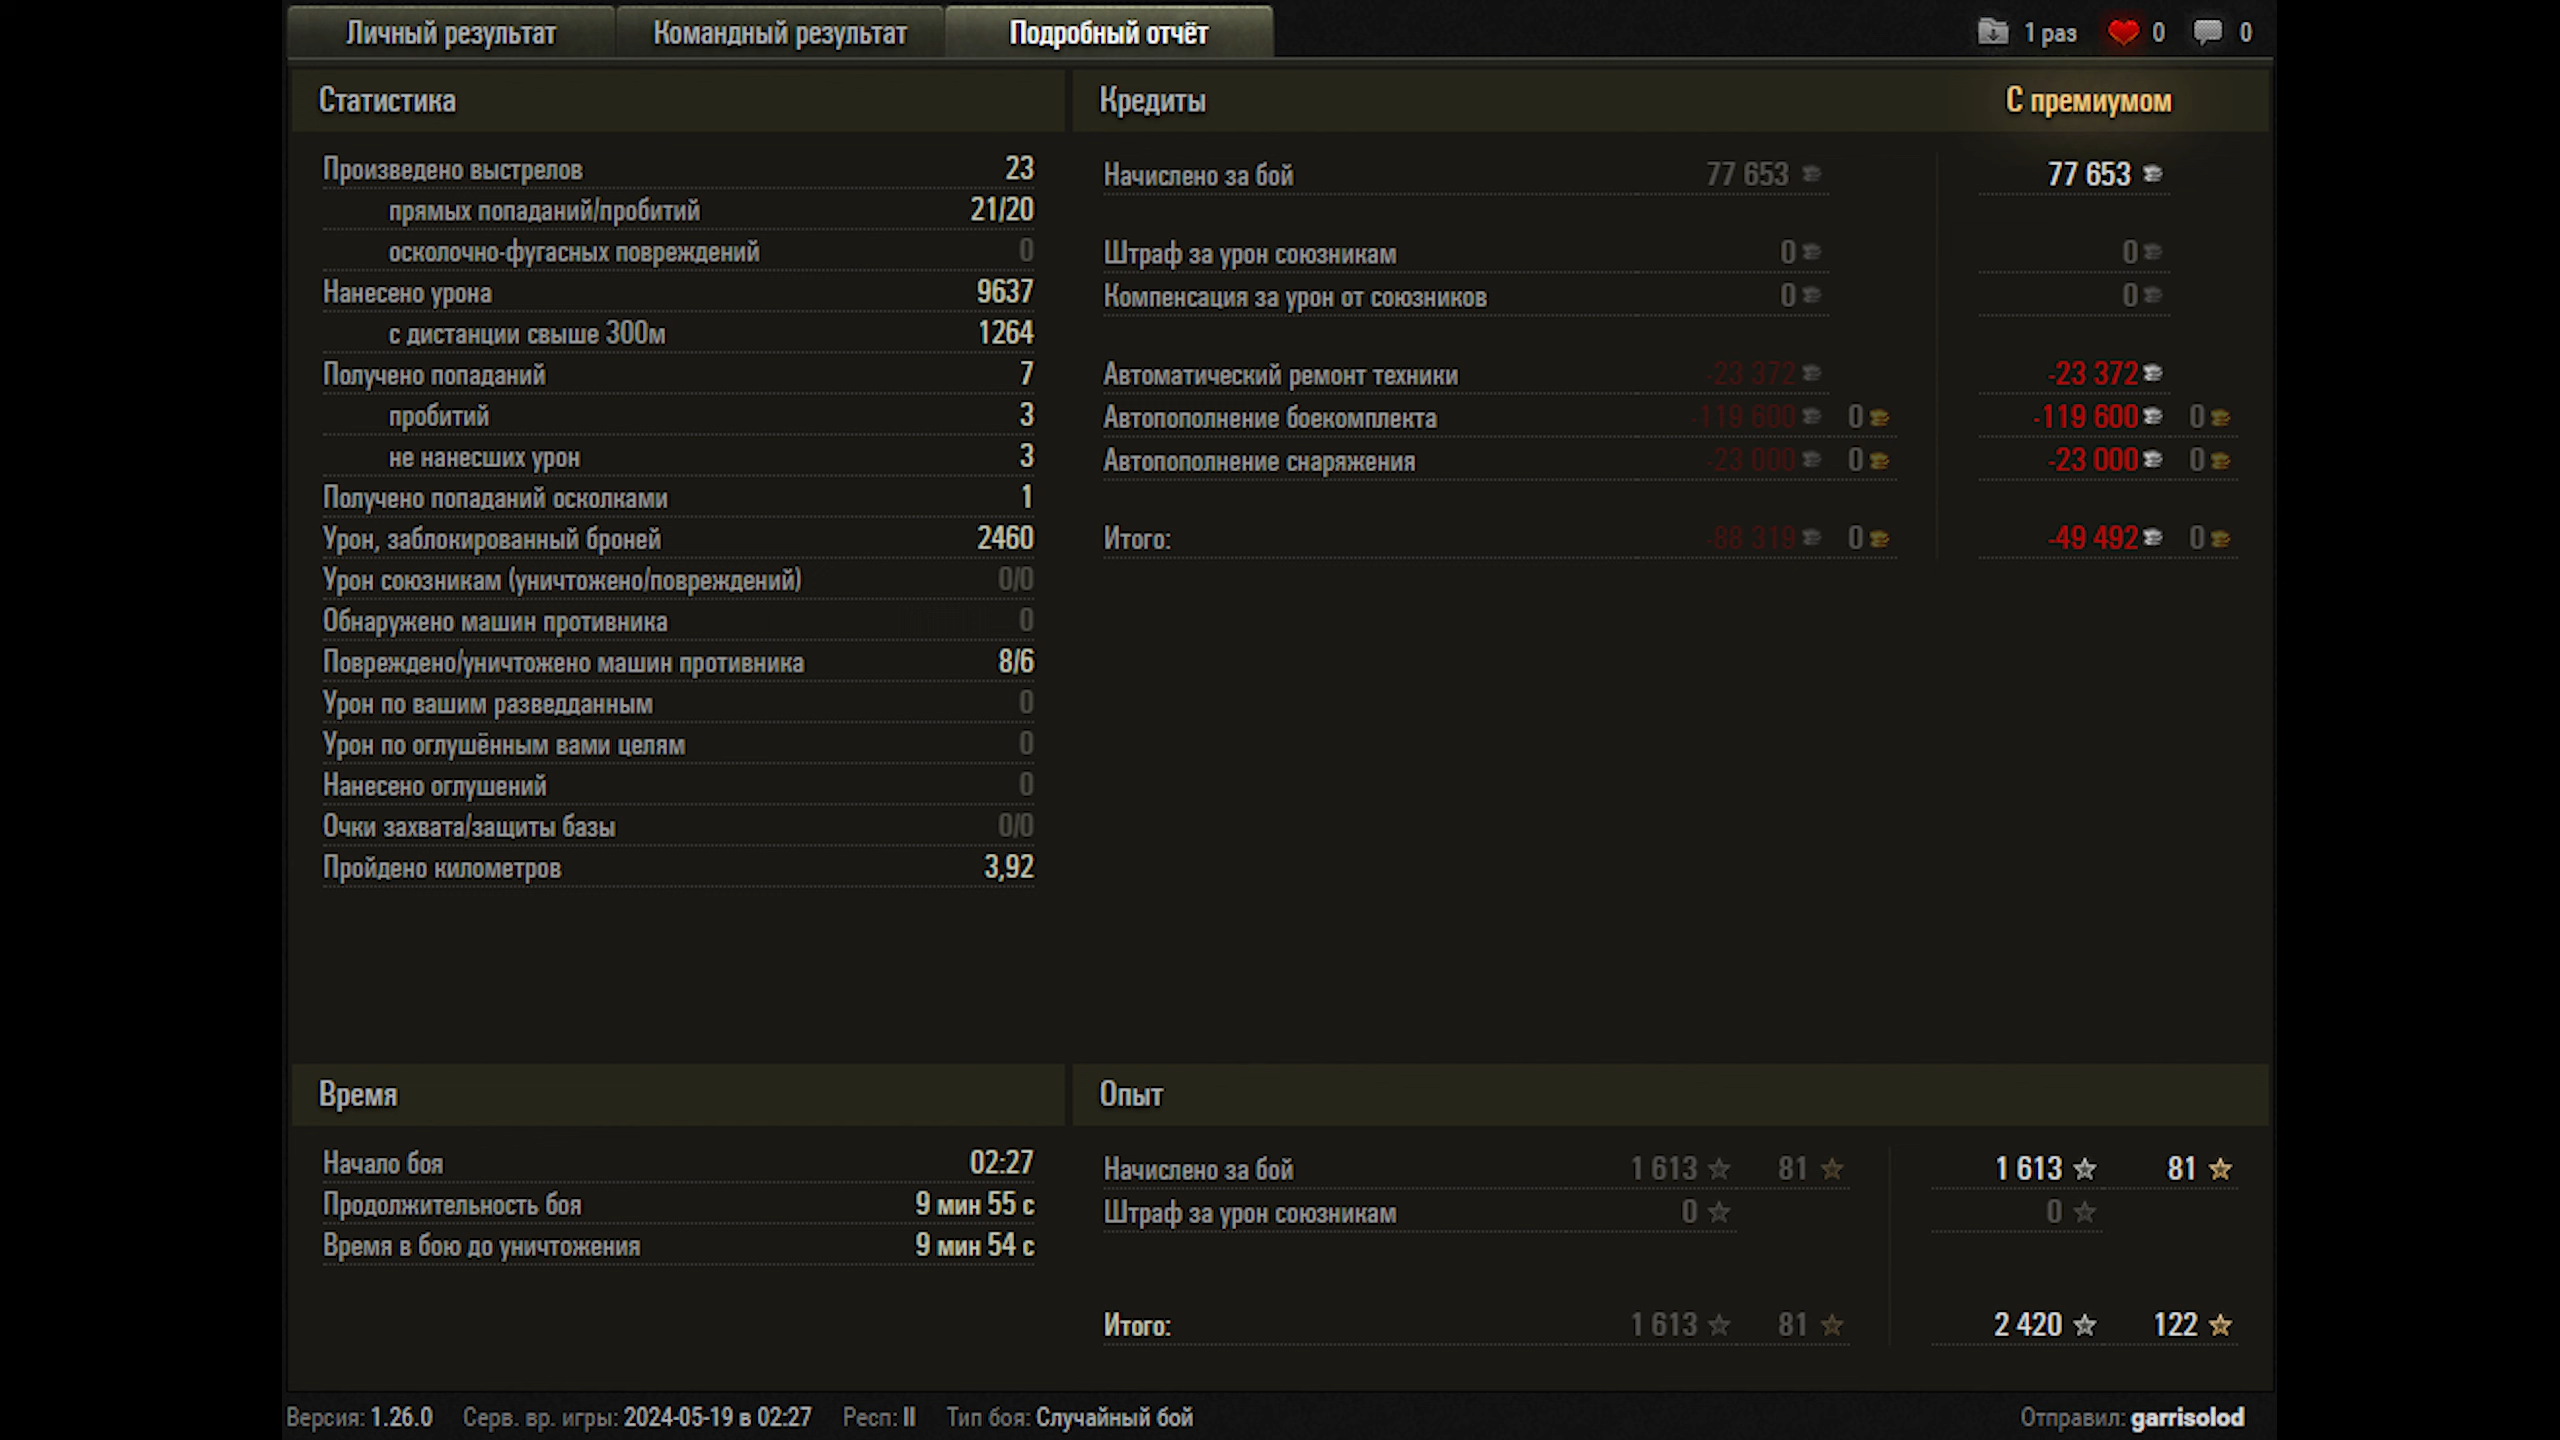 Личный результат Командный результат Подробный отчёт 1 раз 0 0
Статистика
Произведено выстрелов 23
прямых попаданий/пробитий 21/20
осколочно-фугасных повреждений 0
Нанесено урона 9637
с дистанции свыше 300м 1264
Получено попаданий 7
пробитий 3
не нанесших урон 3
Получено попаданий осколками 1
Урон, заблокированный броней 2460
Урон союзникам (уничтожено/повреждений) 0/0
Обнаружено машин противника 0
Повреждено/уничтожено машин противника 8/6
Урон по вашим разведданным 0
Урон по оглушённым вами целям 0
Нанесено оглушений 0
Очки захвата/защиты базы 0/0
Пройдено километров 3,92
Кредиты С премиумом
Начислено за бой 77 653 77 653
Штраф за урон союзникам 0 0
Компенсация за урон от союзников 0 0
Автоматический ремонт техники -23 372 -23 372
Автопополнение боекомплекта -119 600 0 -119 600 0
Автопополнение снаряжения -23 000 0 -23 000 0
Итого: -88 319 0 -49 492 0
Время
Начало боя 02:27
Продолжительность боя 9 мин 55 с
Время в бою до уничтожения 9 мин 54 с
Опыт
Начислено за бой 1 613 81 1 613 81
Штраф за урон союзникам 0 0
Итого: 1 613 81 2 420 122
Версия: 1.26.0 Серв. вр. игры: 2024-05-19 в 02:27 Респ: II Тип боя: Случайный бой Отправил: garrisolod